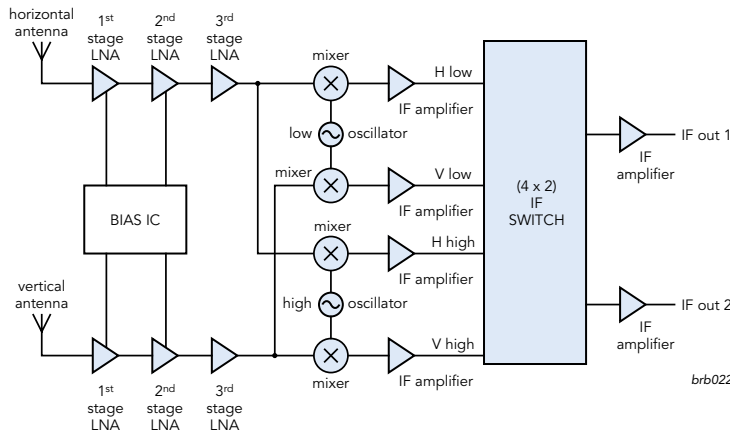 horizontal
antenna
1st
stage
LNA
2nd
stage
LNA
3rd
stage
LNA
mixer
H low
IF amplifier
low
oscillator
mixer
V low
IF amplifier
BIAS IC
mixer
H high
IF amplifier
high
oscillator
mixer
V high
IF amplifier
vertical
antenna
1st
stage
LNA
2nd
stage
LNA
3rd
stage
LNA
(4 x 2)
IF
SWITCH
IF out 1
IF
amplifier
IF out 2
IF
amplifier
brb022